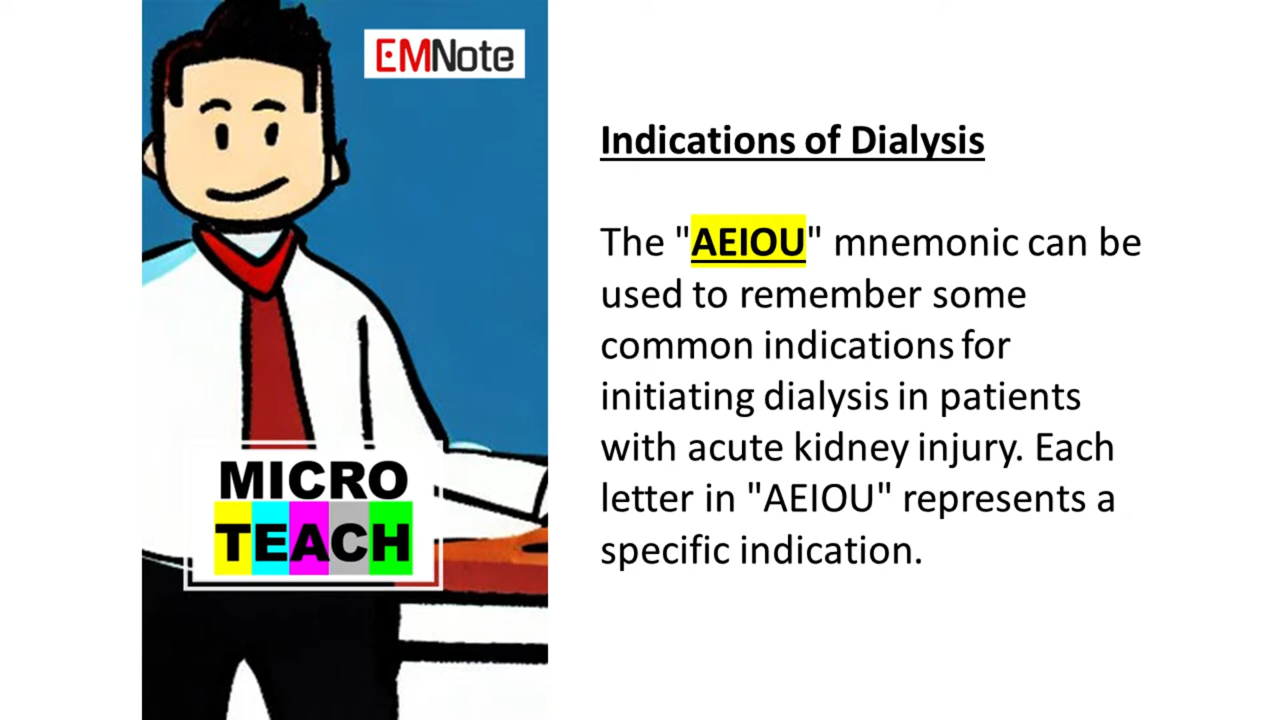 EMNote
MICRO
TEACH
Indications of Dialysis
The "AEIOU" mnemonic can be
used to remember some
common indications for
initiating dialysis in patients
with acute kidney injury. Each
letter in "AEIOU" represents a
specific indication.